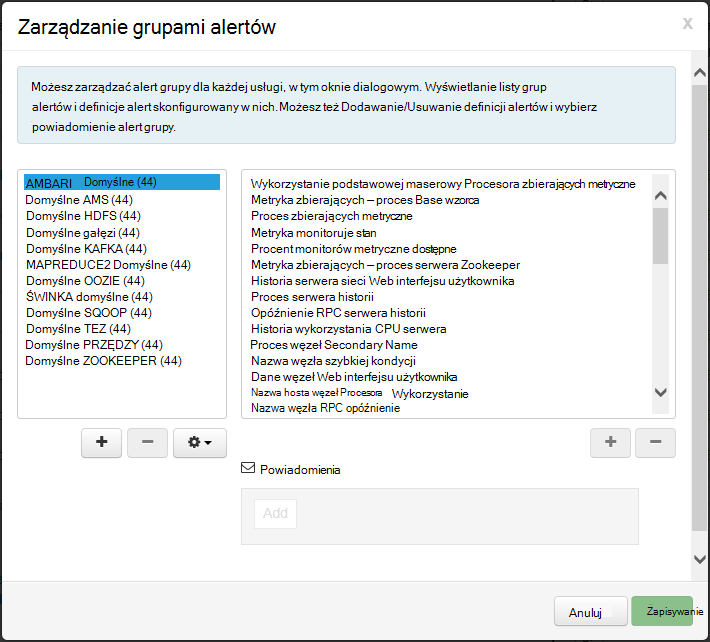 Zarządzanie grupami alertów
x
Możesz zarządzać alert grupy dla każdej usługi, w tym oknie dialogowym. Wyświetlanie listy grup
alertów i definicje alert skonfigurowany w nich. Możesz też Dodawanie/Usuwanie definicji alertów i wybierz
powiadomienie alert grupy.
AMBARI Domyślne (44)
Domyślne AMS (44)
Domyślne HDFS (44)
Domyślne gałęzi (44)
Domyślne KAFKA (44)
MAPREDUCE2 Domyślne (44)
Domyślne OOZIE (44)
ŚWINKA domyślne (44)
Domyślne SQOOP (44)
Domyślne TEZ (44)
Domyślne PRZĘDZY (44)
Domyślne ZOOKEEPER (44)
Wykorzystanie podstawowej maserowy Procesora zbierających metryczne
Metryka zbierających – proces Base wzorca
Proces zbierających metryczne
Metryka monitoruje stan
Procent monitorów metryczne dostępne
Metryka zbierających – proces serwera Zookeeper
Historia serwera sieci Web interfejsu użytkownika
Proces serwera historii
Opóźnienie RPC serwera historii
Historia wykorzystania CPU serwera
Proces węzeł Secondary Name
Nazwa węzła szybkiej kondycji
Dane węzeł Web interfejsu użytkownika
Nazwa hosta węzeł Procesora Wykorzystanie
Nazwa węzła RPC opóźnienie
Powiadomienia
Add
Anuluj
Zapisywanie